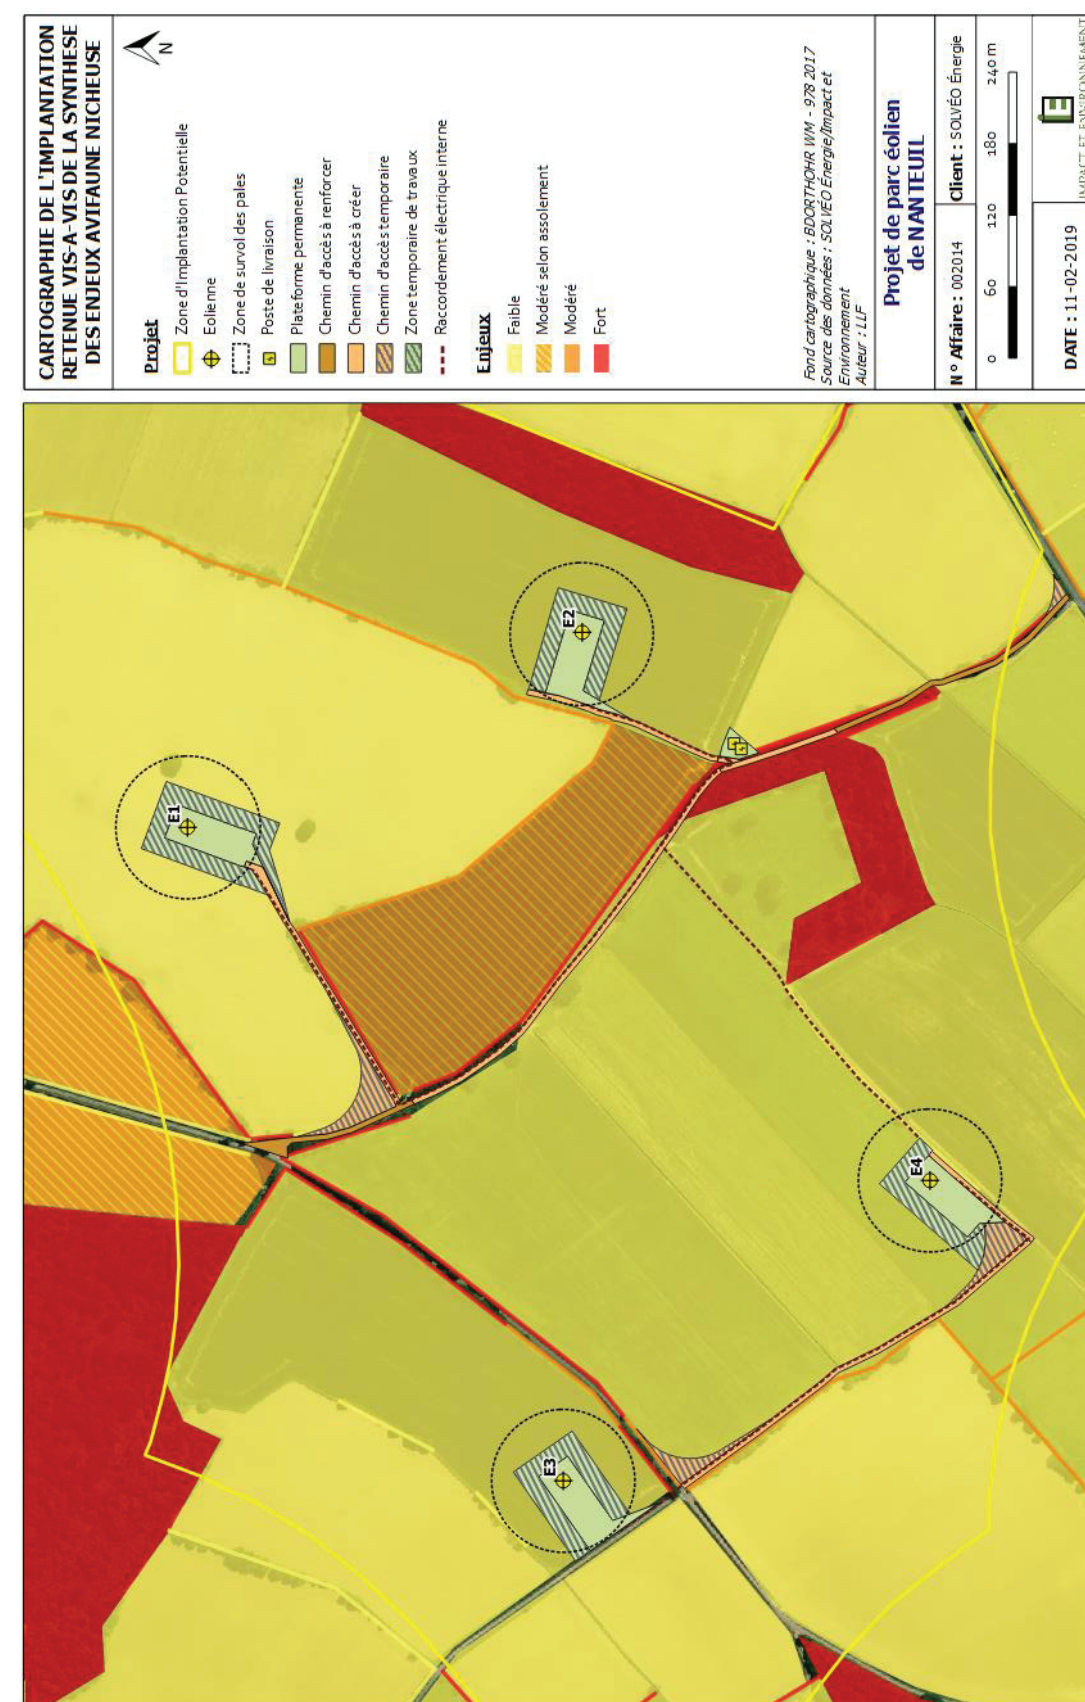 CARTOGRAPHIE DE L'IMPLANTATION
RETENUE VIS-A-VIS DE LA SYNTHESE
DES ENJEUX AVIFAUNE NICHEUSE
N
Projet
Zone d'Implantation Potentielle
Eolienne
Zone de survol des pales
Poste de livraison
Plateforme permanente
Chemin d'accès à renforcer
Chemin d'accès à créer
Chemin d'accès temporaire
Zone temporaire de travaux
Raccordement électrique interne
Enjeux
Faible
Modéré selon assolement
Modéré
Fort
Fond cartographique : BDORTHOHR WM - 978 2017
Source des données : SOLVÉO Énergie/Impact et
Environnement
Auteur : LLF
Projet de parc éolien
de NANTEUIL
N° Affaire : 002014
Client : SOLVÉO Énergie
0 60 120 180 240 m
DATE : 11-02-2019
IMPACT ET ENVIRONNEMENT
E1
E2
E3
E4